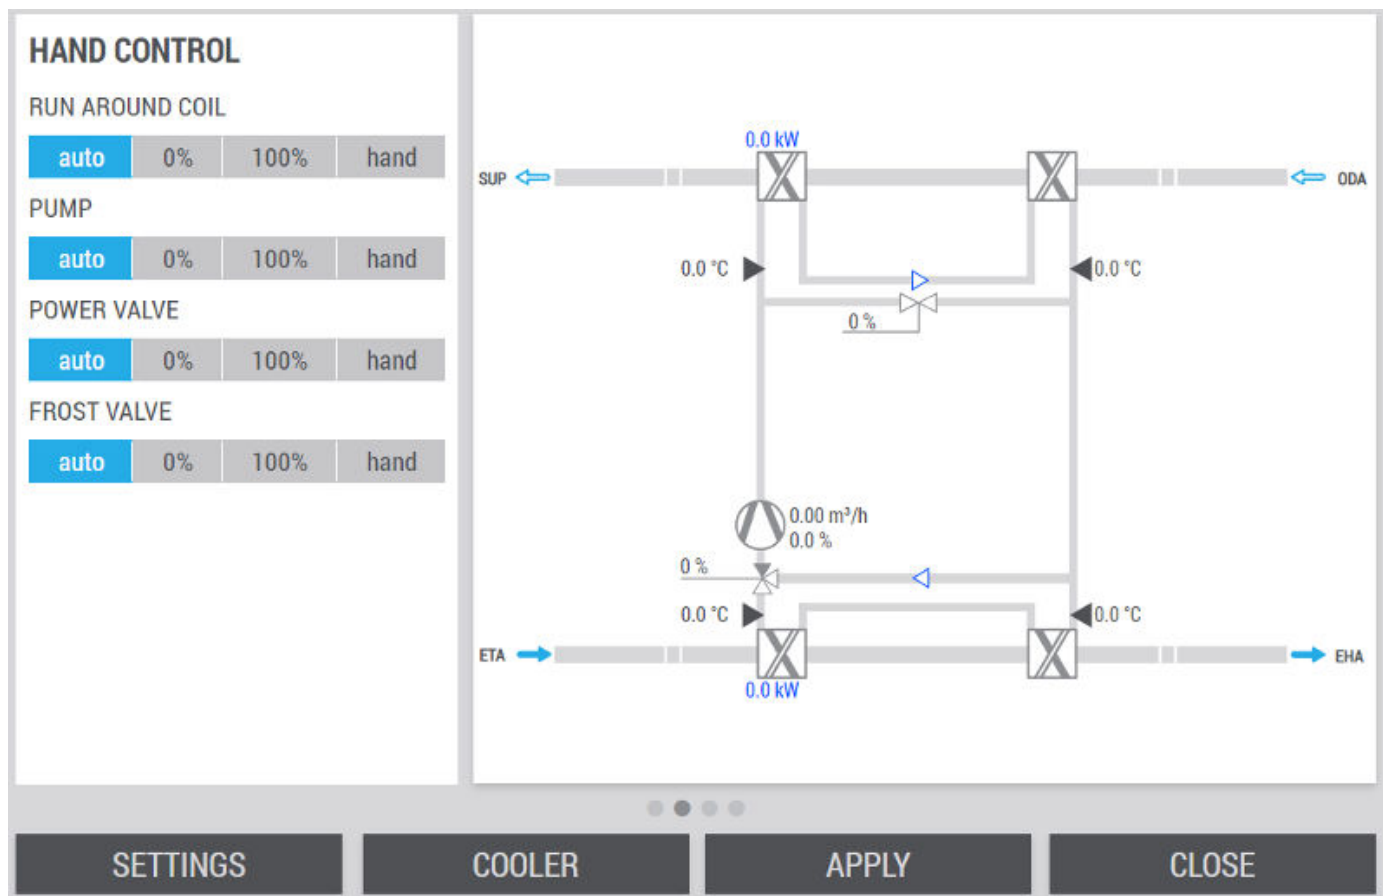 HAND CONTROL
RUN AROUND COIL
auto 0% 100% hand
PUMP
auto 0% 100% hand
POWER VALVE
auto 0% 100% hand
FROST VALVE
auto 0% 100% hand
0.0 kW
SUP ODA
0.0 °C 0.0 °C
0 %
0.00 m³/h
0.0 %
0 %
0.0 °C 0.0 °C
ETA EHA
0.0 kW
SETTINGS COOLER APPLY CLOSE